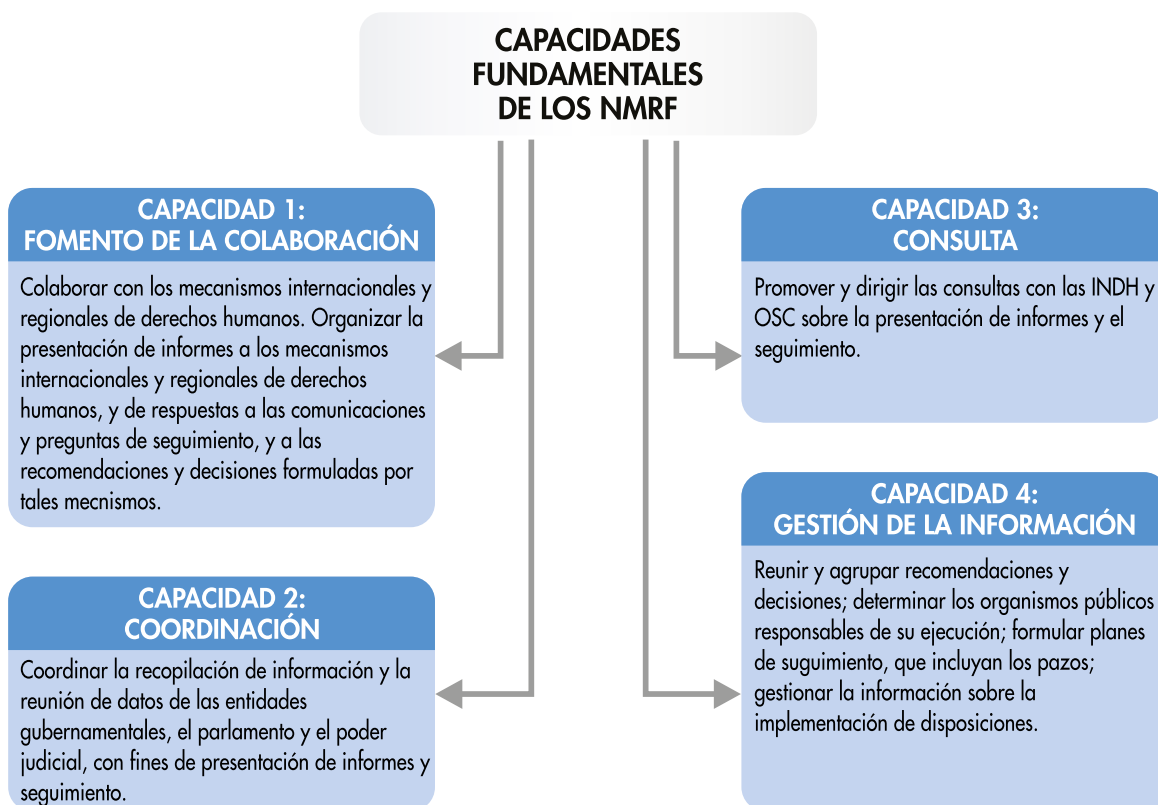 CAPACIDADES
FUNDAMENTALES
DE LOS NMRF
CAPACIDAD 1:
FOMENTO DE LA COLABORACIÓN
Colaborar con los mecanismos internacionales y
regionales de derechos humanos. Organizar la
presentación de informes a los mecanismos
internacionales y regionales de derechos
humanos, y de respuestas a las comunicaciones
y preguntas de seguimiento, y a las
recomendaciones y decisiones formuladas por
tales mecnismos.
CAPACIDAD 2:
COORDINACIÓN
Coordinar la recopilación de información y la
reunión de datos de las entidades
gubernamentales, el parlamento y el poder
judicial, con fines de presentación de informes y
seguimiento.
CAPACIDAD 3:
CONSULTA
Promover y dirigir las consultas con las INDH y
OSC sobre la presentación de informes y el
seguimiento.
CAPACIDAD 4:
GESTIÓN DE LA INFORMACIÓN
Reunir y agrupar recomendaciones y
decisiones; determinar los organismos públicos
responsables de su ejecución; formular planes
de suguimiento, que incluyan los pazos;
gestionar la información sobre la
implementación de disposiciones.